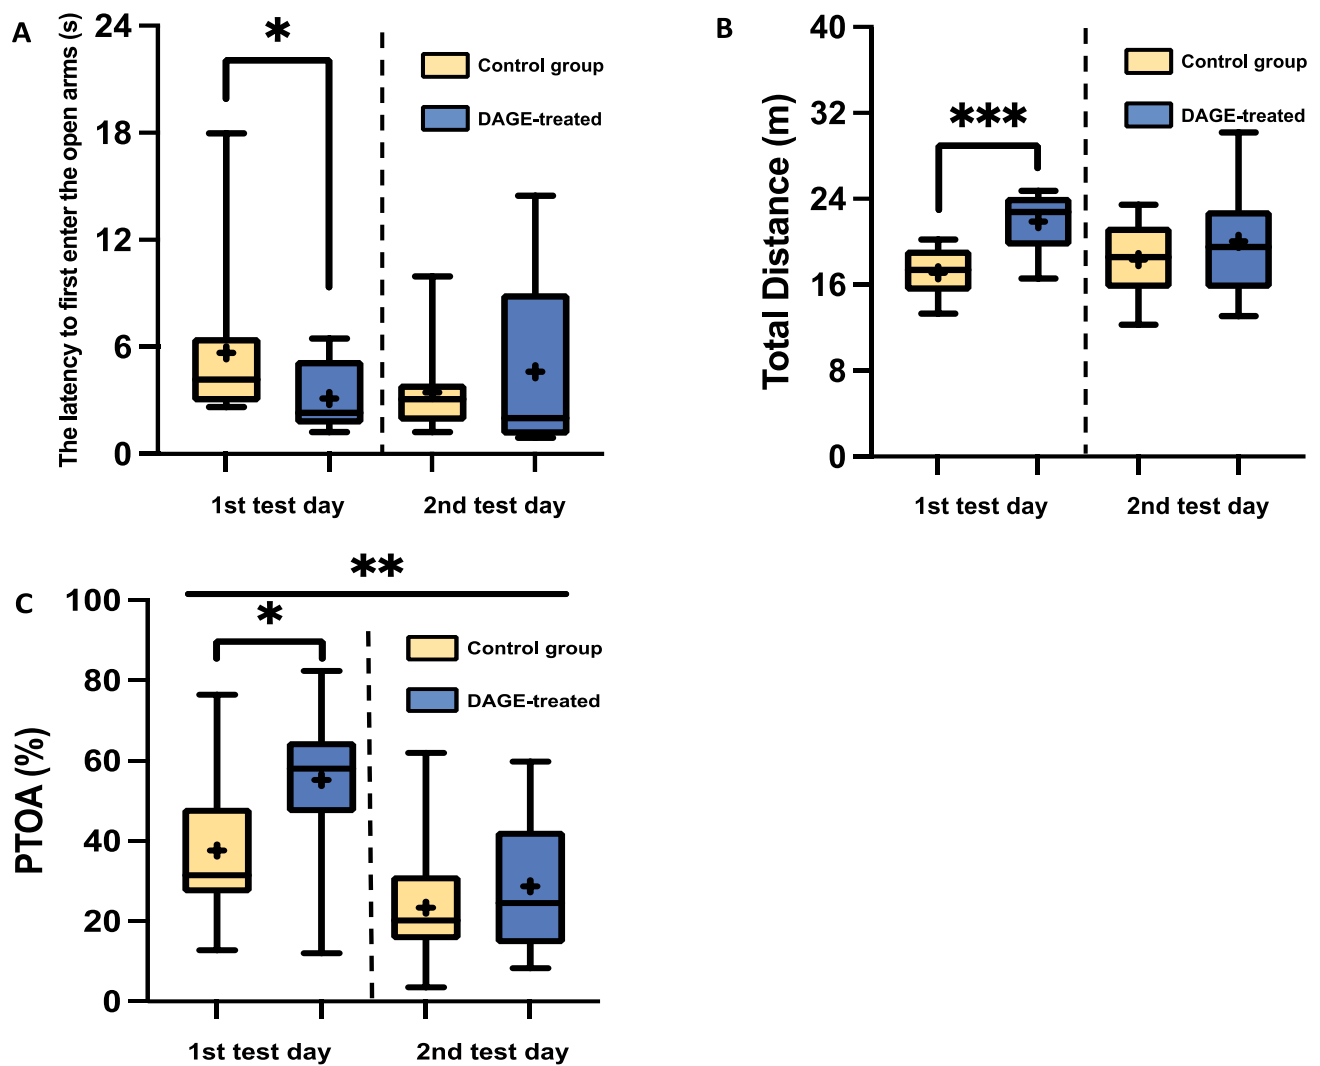 A
The latency to first enter the open arms (s)
24
18
12
6
0
*
Control group
DAGE-treated
1st test day
2nd test day
B
Total Distance (m)
40
32
24
16
8
0
***
Control group
DAGE-treated
1st test day
2nd test day
C
PTOA (%)
100
80
60
40
20
0
**
*
Control group
DAGE-treated
1st test day
2nd test day